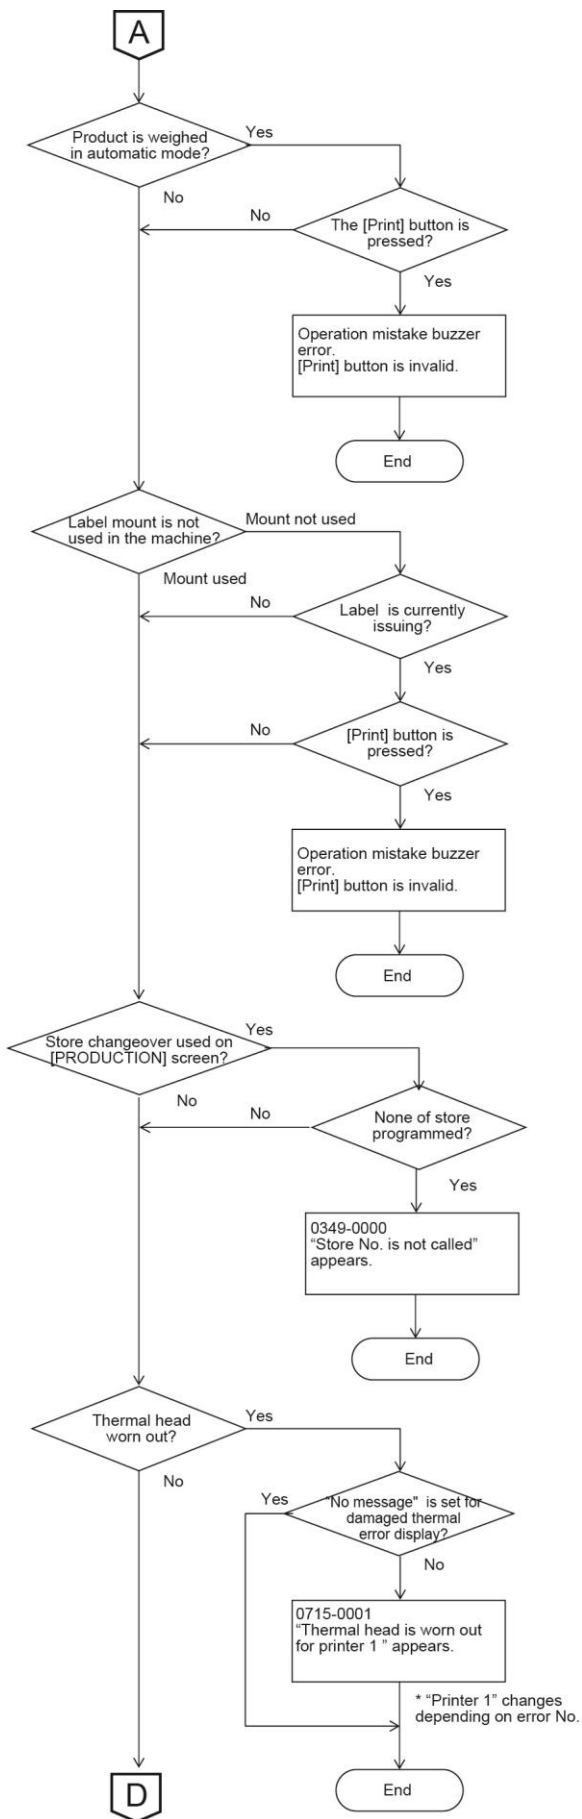 A
Product is weighed
in automatic mode?
Yes
No
No
The [Print] button is
pressed?
Yes
Operation mistake buzzer
error.
[Print] button is invalid.
End
Label mount is not
used in the machine?
Mount not used
Mount used
No
Label  is currently
issuing?
Yes
No
[Print] button is
pressed?
Yes
Operation mistake buzzer
error.
[Print] button is invalid.
End
Store changeover used on
[PRODUCTION] screen?
Yes
No
No
None of store
programmed?
Yes
0349-0000
“Store No. is not called”
appears.
End
Thermal head
worn out?
Yes
No
Yes
"No message"  is set for
damaged thermal
error display?
No
0715-0001
“Thermal head is worn out
for printer 1 ” appears.
* “Printer 1” changes
depending on error No.
D
End